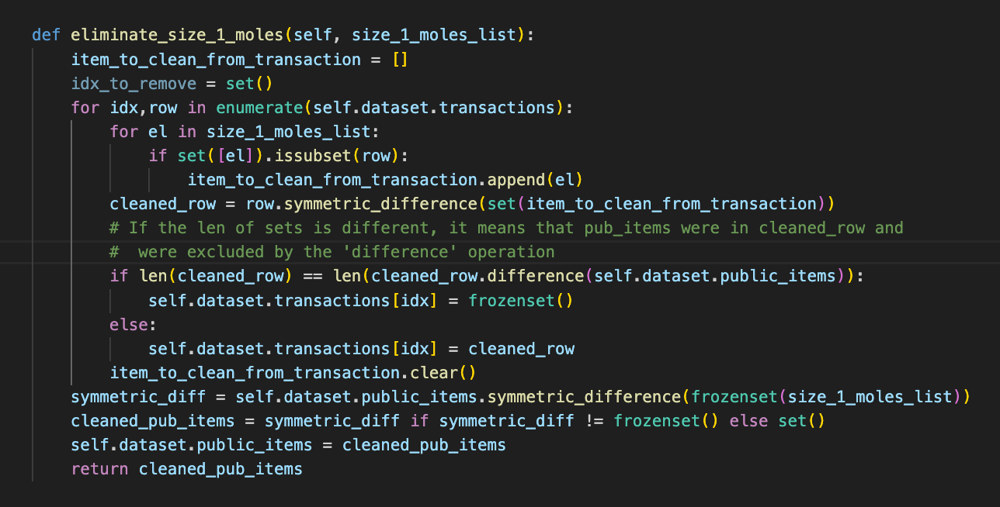 def eliminate_size_1_moles(self, size_1_moles_list):
    item_to_clean_from_transaction = []
    idx_to_remove = set()
    for idx,row in enumerate(self.dataset.transactions):
        for el in size_1_moles_list:
            if set([el]).issubset(row):
                item_to_clean_from_transaction.append(el)
        cleaned_row = row.symmetric_difference(set(item_to_clean_from_transaction))
        # If the len of sets is different, it means that pub_items were in cleaned_row and
        #  were excluded by the 'difference' operation
        if len(cleaned_row) == len(cleaned_row.difference(self.dataset.public_items)):
            self.dataset.transactions[idx] = frozenset()
        else:
            self.dataset.transactions[idx] = cleaned_row
        item_to_clean_from_transaction.clear()
    symmetric_diff = self.dataset.public_items.symmetric_difference(frozenset(size_1_moles_list))
    cleaned_pub_items = symmetric_diff if symmetric_diff != frozenset() else set()
    self.dataset.public_items = cleaned_pub_items
    return cleaned_pub_items